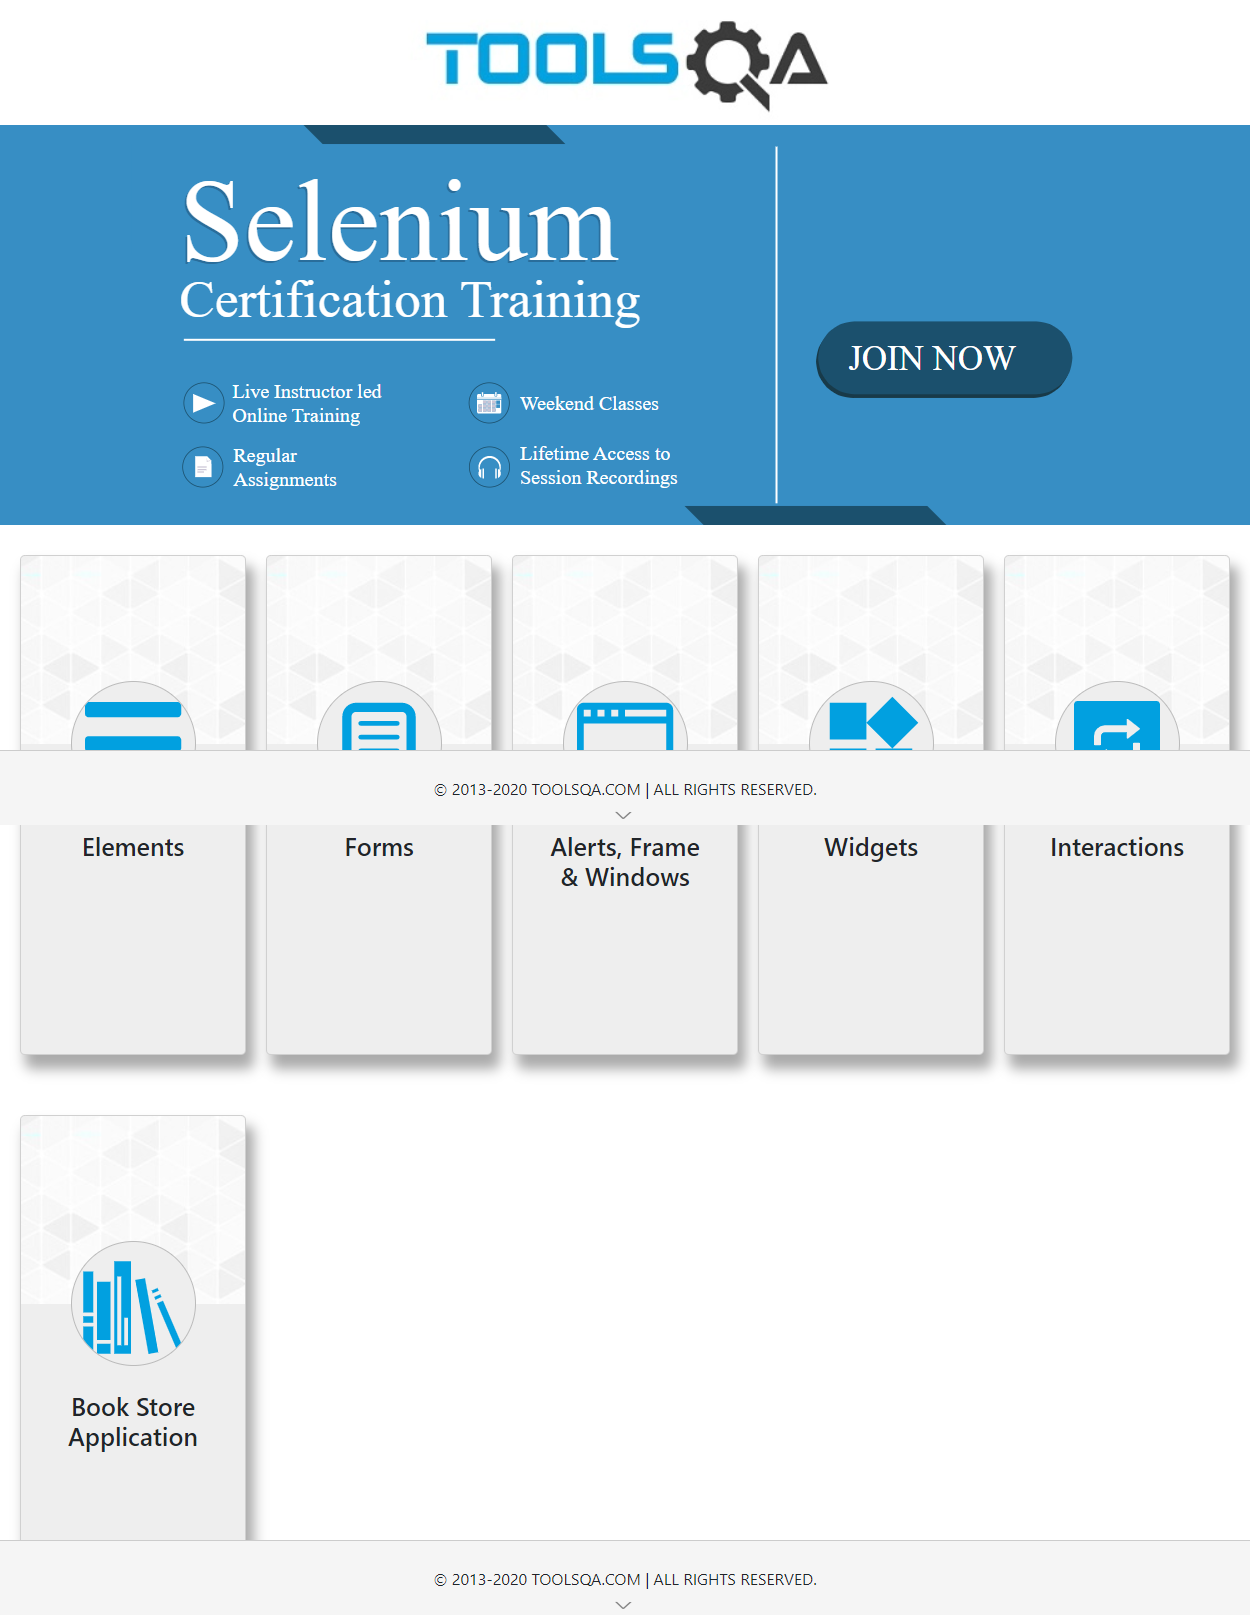 TOOLSQA
Selenium
Certification Training
JOIN NOW
Live Instructor led
Online Training
Weekend Classes
Regular
Assignments
Lifetime Access to
Session Recordings
© 2013-2020 TOOLSQA.COM | ALL RIGHTS RESERVED.
Elements
Forms
Alerts, Frame
& Windows
Widgets
Interactions
Book Store
Application
© 2013-2020 TOOLSQA.COM | ALL RIGHTS RESERVED.